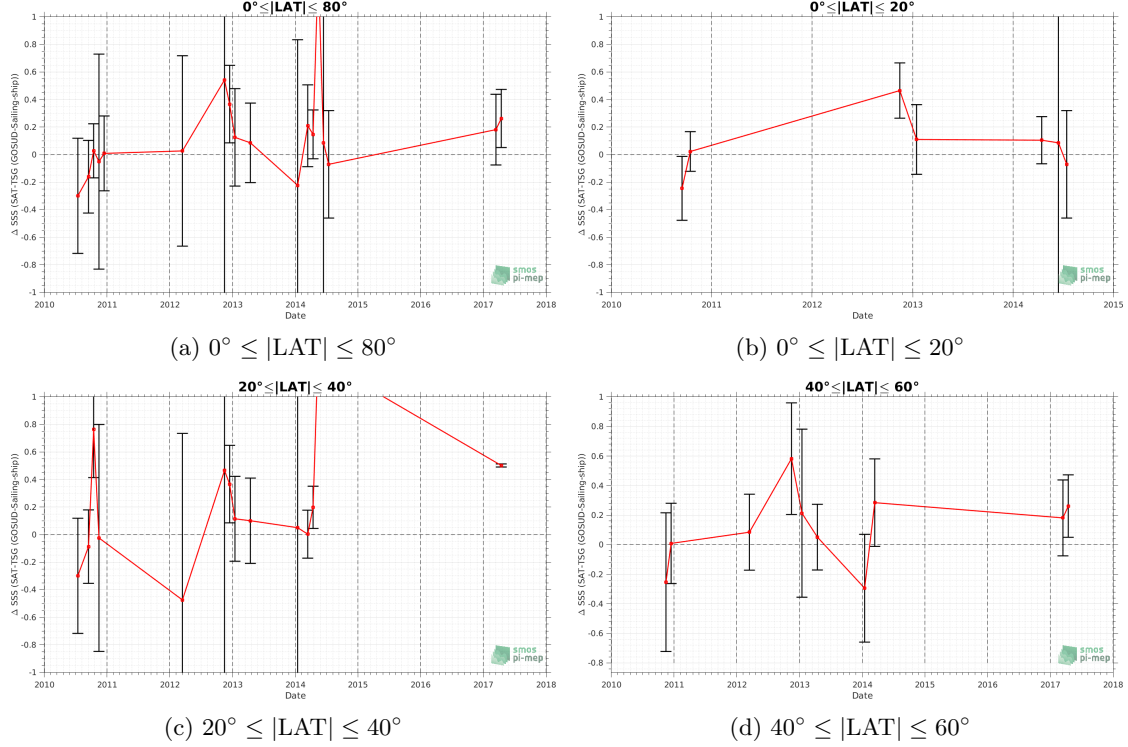 0°≤|LAT|≤ 80°
Δ SSS (SAT-TSG (GOSUD-Sailing-ship))
1
0.8
0.6
0.4
0.2
0
-0.2
-0.4
-0.6
-0.8
-1
2010 2011 2012 2013 2014 2015 2016 2017 2018
Date
smos
pi-mep
(a) 0° ≤ |LAT| ≤ 80°
0°≤|LAT|≤ 20°
Δ SSS (SAT-TSG (GOSUD-Sailing-ship))
1
0.8
0.6
0.4
0.2
0
-0.2
-0.4
-0.6
-0.8
-1
2010 2011 2012 2013 2014 2015
Date
smos
pi-mep
(b) 0° ≤ |LAT| ≤ 20°
20°≤|LAT|≤ 40°
Δ SSS (SAT-TSG (GOSUD-Sailing-ship))
1
0.8
0.6
0.4
0.2
0
-0.2
-0.4
-0.6
-0.8
-1
2010 2011 2012 2013 2014 2015 2016 2017 2018
Date
smos
pi-mep
(c) 20° ≤ |LAT| ≤ 40°
40°≤|LAT|≤ 60°
Δ SSS (SAT-TSG (GOSUD-Sailing-ship))
1
0.8
0.6
0.4
0.2
0
-0.2
-0.4
-0.6
-0.8
2010 2011 2012 2013 2014 2015 2016 2017 2018
Date
smos
pi-mep
(d) 40° ≤ |LAT| ≤ 60°